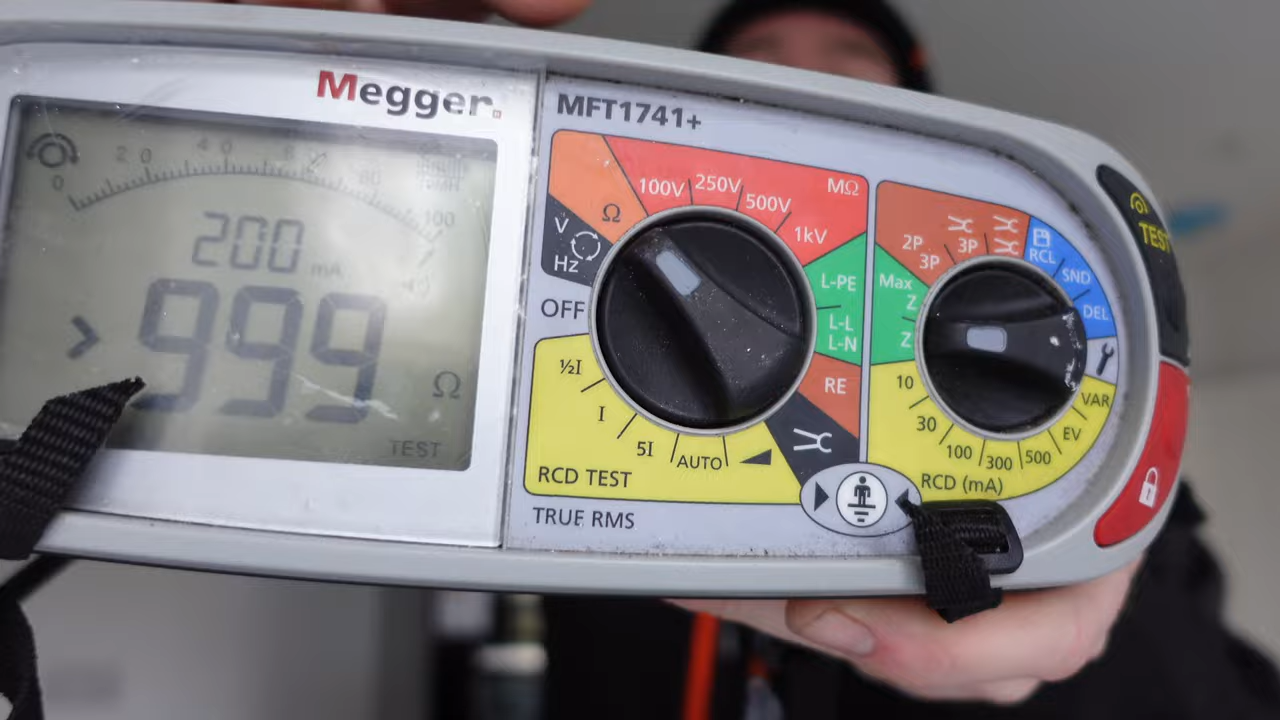 Megger.
MFT1741+
0 20 40 80 100
200 mA
> 999 Ω
TEST
Ω
100V
250V
500V
1kV
MΩ
V
Hz
OFF
L-PE
L-L
L-N
RE
½I
I
5I
AUTO
RCD TEST
TRUE RMS
2P
3P
3P
RCL
SND
DEL
Max
Z
Z
10
30
100
300
500
EV
VAR
RCD (mA)
TEST